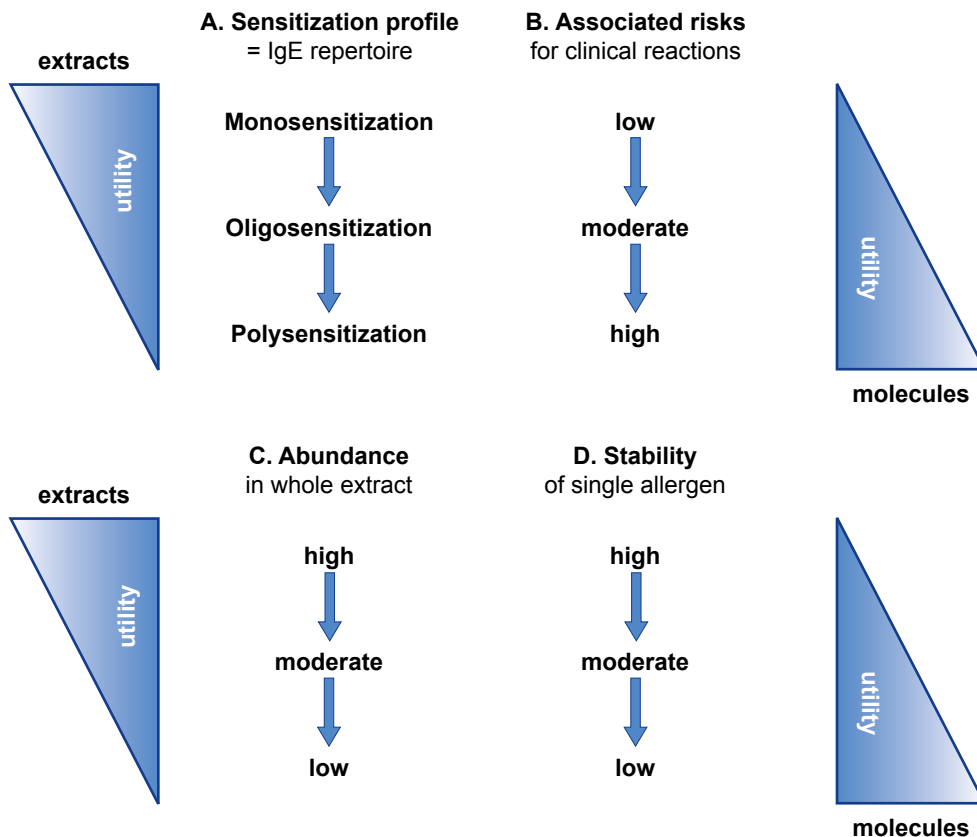 A. Sensitization profile
= IgE repertoire
B. Associated risks
for clinical reactions
extracts
utility
Monosensitization
low
Oligosensitization
moderate
Polysensitization
high
utility
molecules
C. Abundance
in whole extract
D. Stability
of single allergen
extracts
utility
high
high
moderate
moderate
low
low
utility
molecules